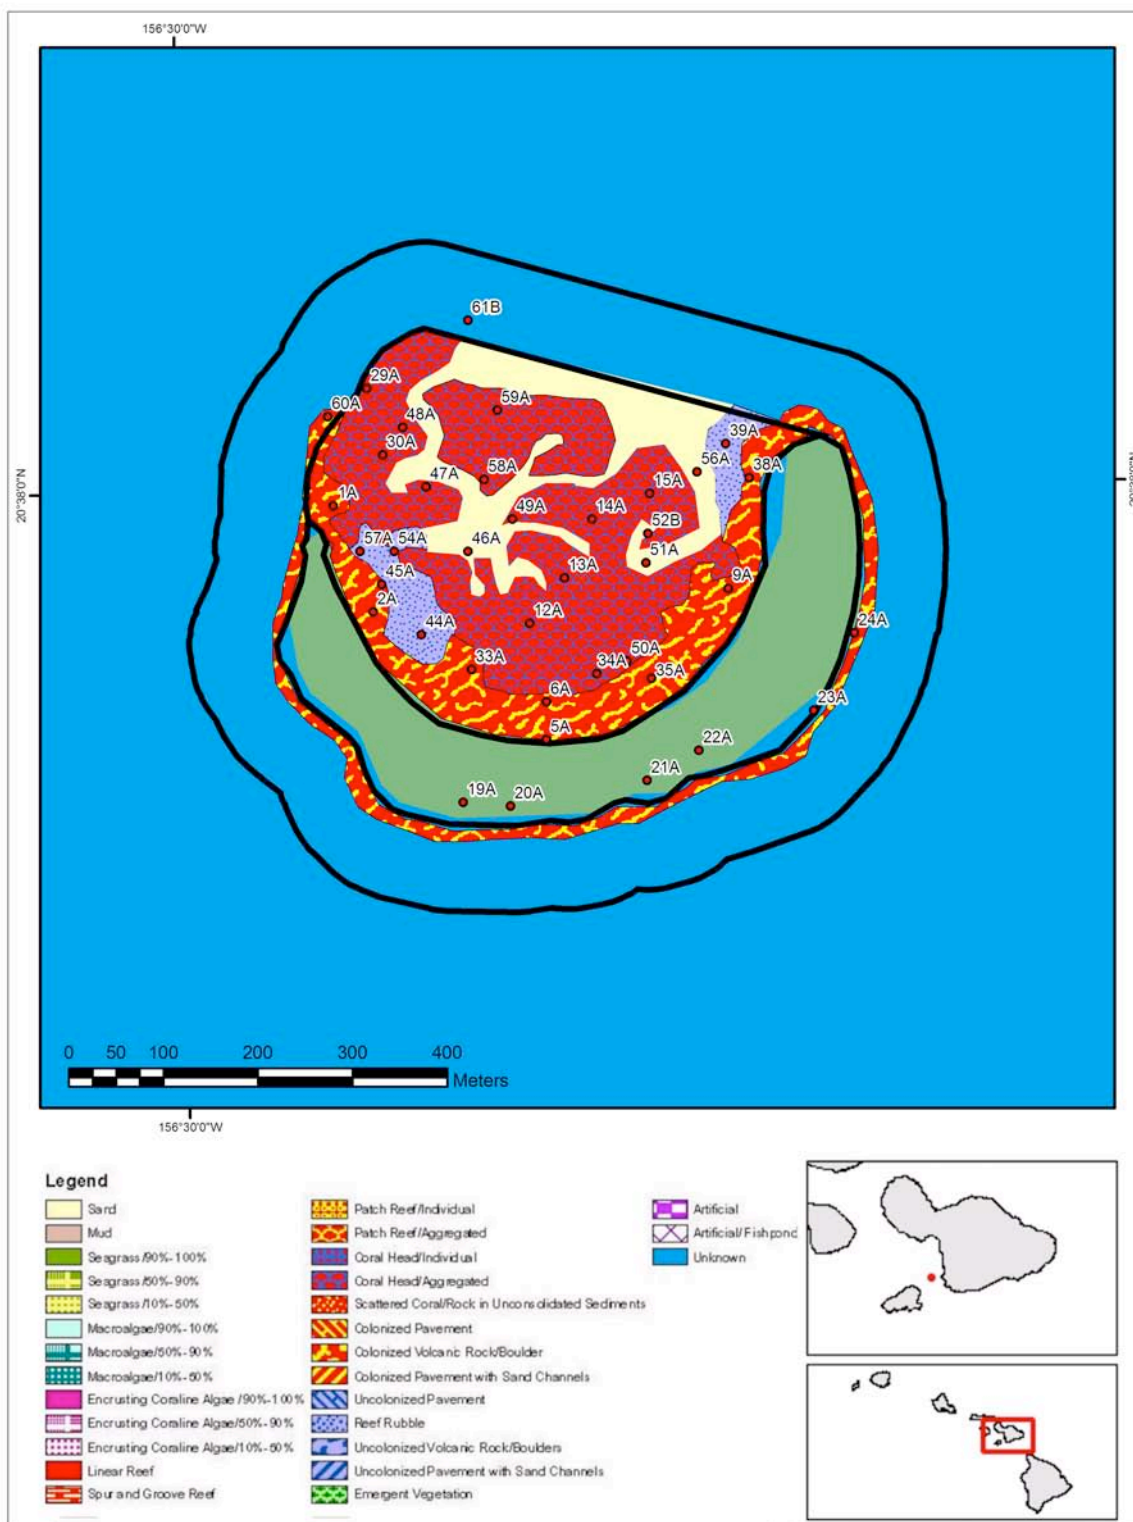 156°30'0"W
61B
29A
59A
60A
48A
39A
30A
56A
38A
20°38'0"N
58A
47A
15A
1A
49A
14A
52B
57A
54A
46A
51A
13A
45A
9A
2A
12A
44A
24A
50A
33A
34A
35A
6A
23A
5A
22A
21A
19A
20A
0 50 100 200 300 400
Meters
156°30'0"W
Legend
Sand
Mud
Seagrass/90%-100%
Seagrass/50%-90%
Seagrass/10%-50%
Macroalgae/90%-100%
Macroalgae/50%-90%
Macroalgae/10%-50%
Encrusting Coraline Algae /90%-100%
Encrusting Coraline Algae/50%-90%
Encrusting Coraline Algae/10%-50%
Linear Reef
Spur and Groove Reef
Patch Reef/Individual
Patch Reef/Aggregated
Coral Head/Individual
Coral Head/Aggregated
Scattered Coral/Rock in Unconsolidated Sediments
Colonized Pavement
Colonized Volcanic Rock/Boulder
Colonized Pavement with Sand Channels
Uncolonized Pavement
Reef Rubble
Uncolonized Volcanic Rock/Boulders
Uncolonized Pavement with Sand Channels
Emergent Vegetation
Artificial
Artificial/Fishpond
Unknown